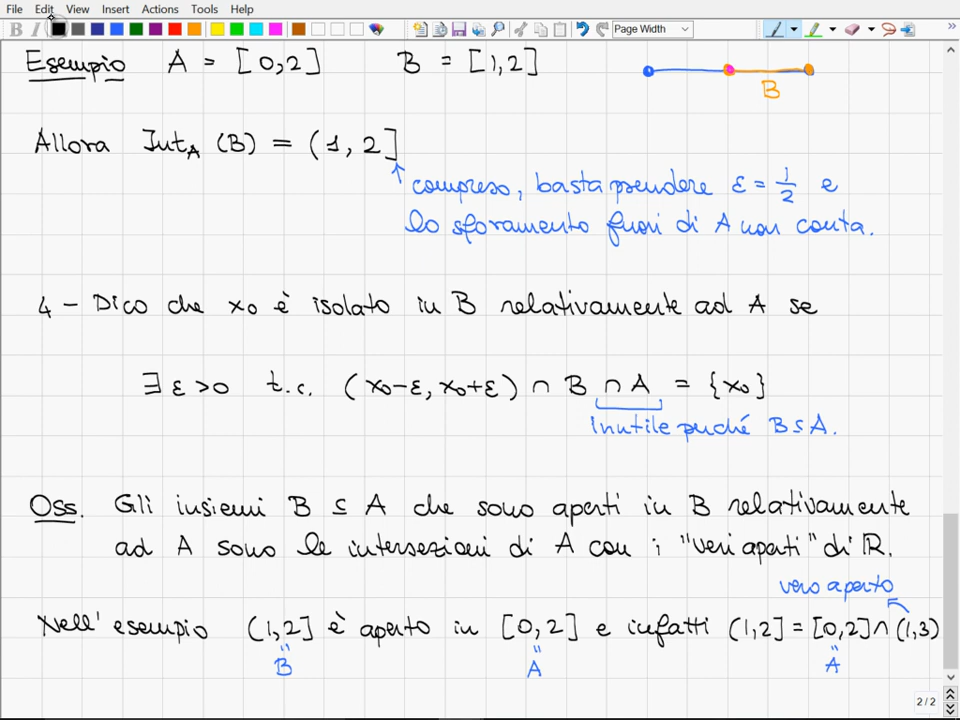 File Edit View Insert Actions Tools Help
B I Page Width
Esempio A = [0,2] B = [1,2]
B
Allora Int_A (B) = (1, 2]
↑ compreso, basta prendere ε = 1/2 e
lo sforamento fuori di A non conta.
4 - Dico che x₀ è isolato in B relativamente ad A se
∃ ε > 0 t.c. (x₀-ε, x₀+ε) ∩ B ∩ A = {x₀}
Inutile perché B ⊆ A.
Oss. Gli insiemi B ⊆ A che sono aperti in B relativamente
ad A sono le intersezioni di A con i "veri aperti" di ℝ.
vero aperto
Nell'esempio (1,2] è aperto in [0,2] e infatti (1,2] = [0,2] ∩ (1,3)
" B " A " A
2 / 2